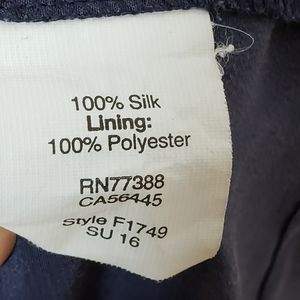 100% Silk
Lining:
100% Polyester
RN77388
CA56445
Style F1749
SU 16